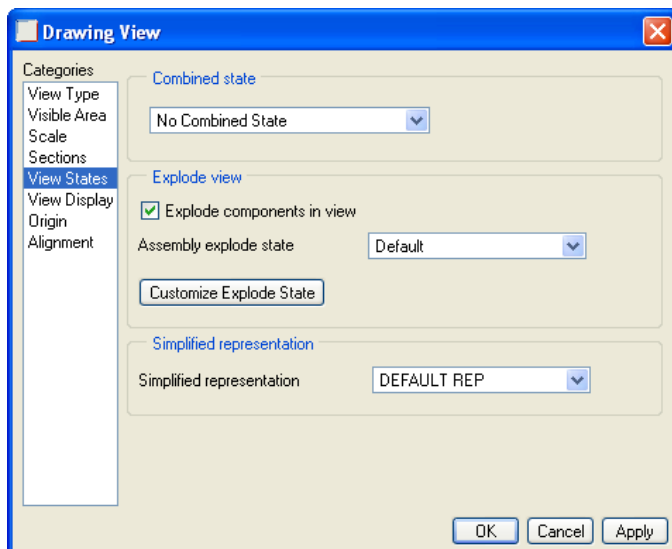 Drawing View
Categories
View Type
Visible Area
Scale
Sections
View States
View Display
Origin
Alignment
Combined state
No Combined State
Explode view
Explode components in view
Assembly explode state
Default
Customize Explode State
Simplified representation
Simplified representation
DEFAULT REP
OK
Cancel
Apply